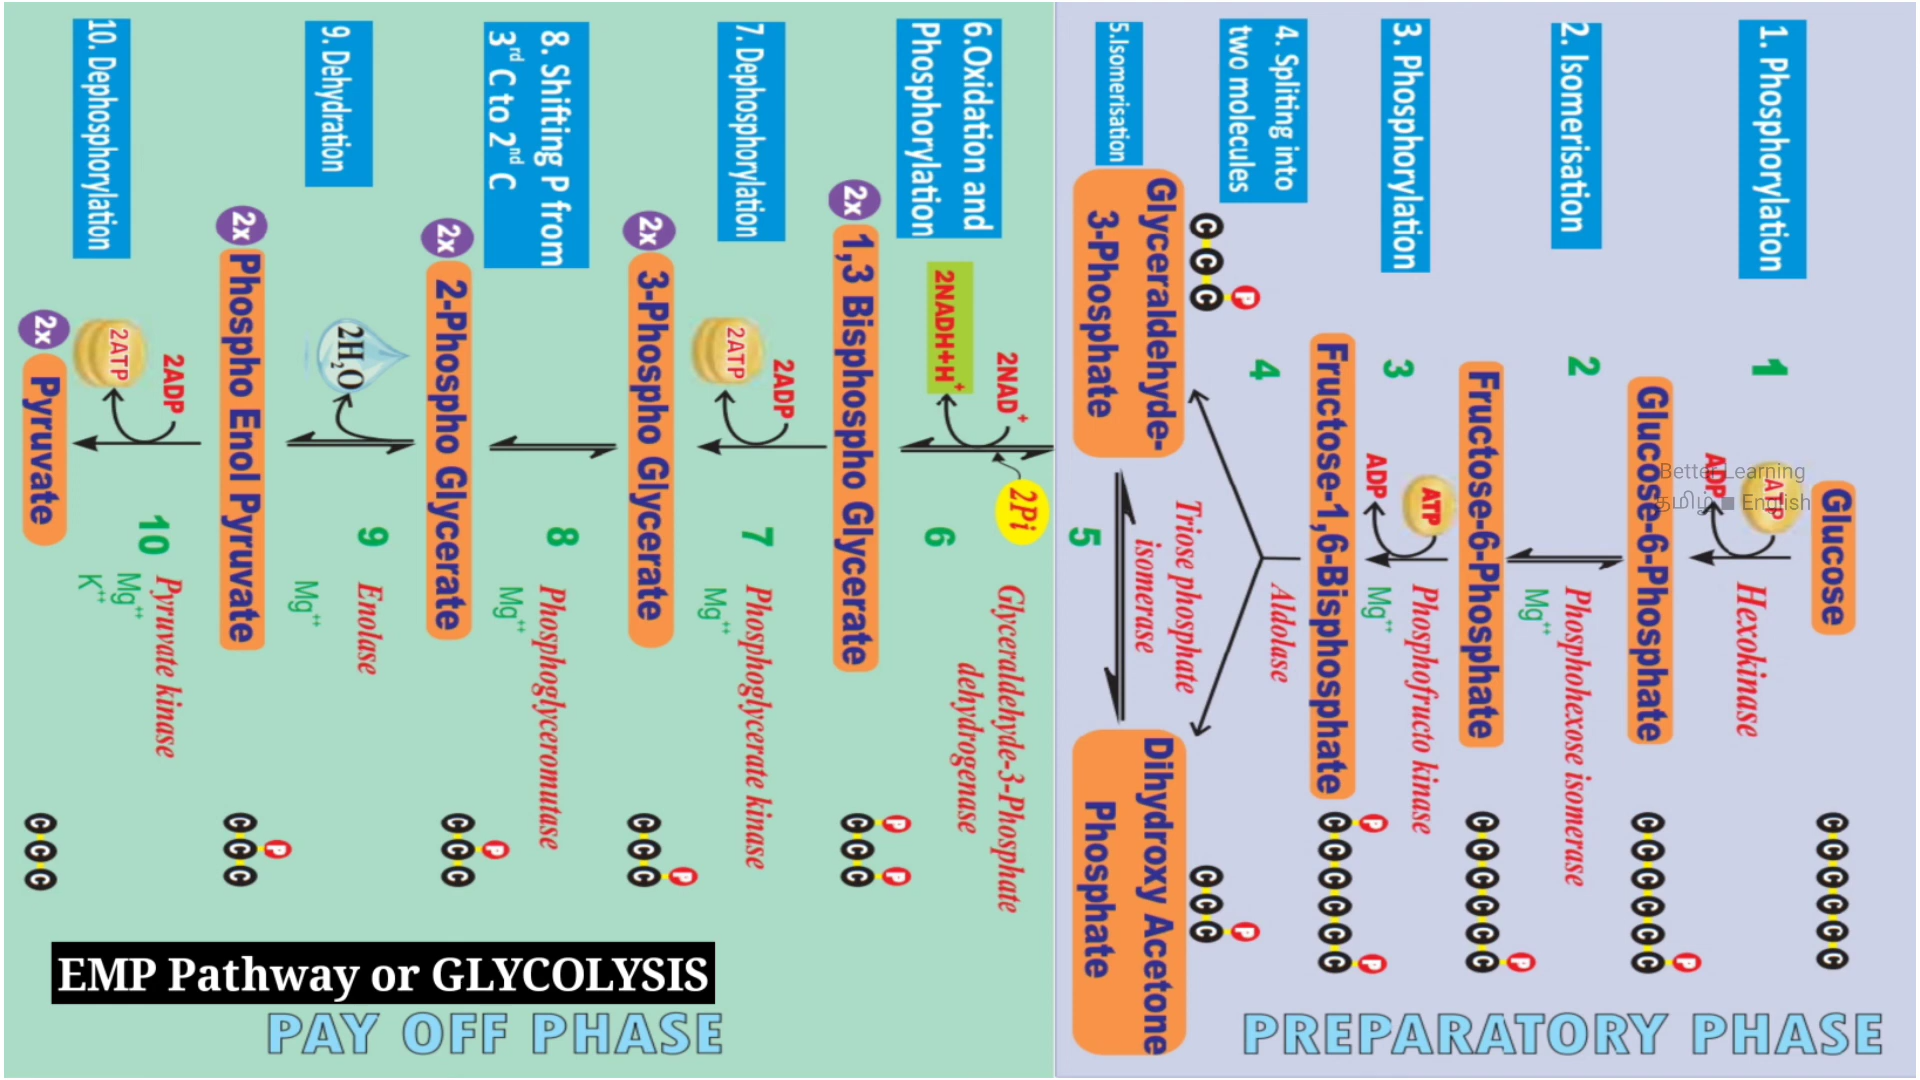 1. Phosphorylation
2. Isomerisation
3. Phosphorylation
4. Spliting into
two molecules
5.Isomerisation
Glucose
ATP
ADP
1
Hexokinase
Better Learning
தமிழ் ■ English
Glucose-6-Phosphate
2
Phosphohexose isomerase
Mg++
Fructose-6-Phosphate
ATP
ADP
3
Phosphofructo kinase
Mg++
Fructose-1,6-Bisphosphate
4
Aldolase
Glyceraldehyde-
3-Phosphate
Triose phosphate
isomerase
5
Dihydroxy Acetone
Phosphate
C C C C C C
C C C C C C P
C C C C C C P
P C C C C C C P
C C C P
C C C P
PREPARATORY PHASE
6.Oxidation and
Phosphorylation
7. Dephosphorylation
8. Shifting P from
3rd C to 2nd C
9. Dehydration
10. Dephosphorylation
2NAD+
2NADH+H+
2Pi
6
Glyceraldehyde-3-Phosphate
dehydrogenase
2x
1,3 Bisphospho Glycerate
2ADP
2ATP
7
Phosphoglycerate kinase
Mg++
2x
3-Phospho Glycerate
8
Phosphoglyceromutase
Mg++
2x
2-Phospho Glycerate
2H2O
9
Enolase
Mg++
2x
Phospho Enol Pyruvate
2ADP
2ATP
10
Pyruvate kinase
Mg++
K++
2x
Pyruvate
P C C C P
C C C P
C C C P
C C C P
C C C
EMP Pathway or GLYCOLYSIS
PAY OFF PHASE